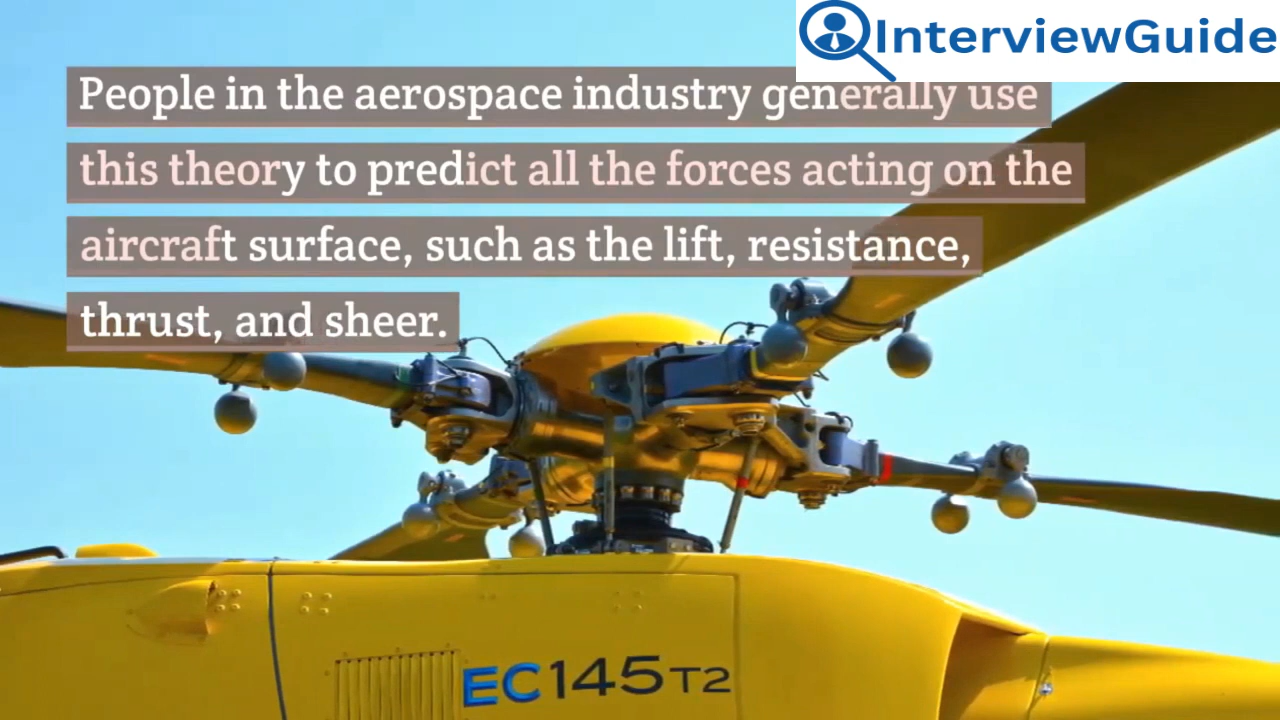 InterviewGuide
People in the aerospace industry generally use
this theory to predict all the forces acting on the
aircraft surface, such as the lift, resistance,
thrust, and sheer.
EC145T2